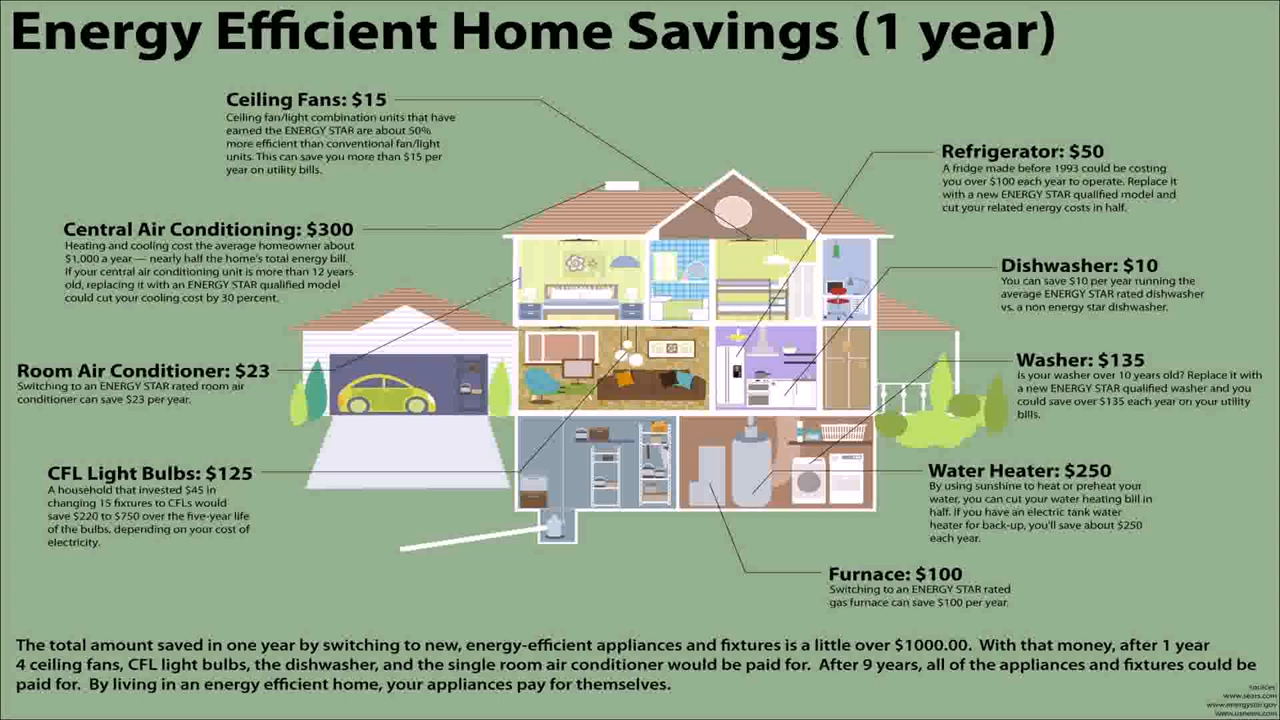 Energy Efficient Home Savings (1 year)
Ceiling Fans: $15
Ceiling fan/light combination units that have
earned the ENERGY STAR are about 50%
more efficient than conventional fan/light
units. This can save you more than $15 per
year on utility bills.
Refrigerator: $50
A fridge made before 1993 could be costing
you over $100 each year to operate. Replace it
with a new ENERGY STAR qualified model and
cut your related energy costs in half.
Central Air Conditioning: $300
Heating and cooling cost the average homeowner about
$1,000 a year — nearly half the home's total energy bill.
If your central air conditioning unit is more than 12 years
old, replacing it with an ENERGY STAR qualified model
could cut your cooling cost by 30 percent.
Dishwasher: $10
You can save $10 per year running the
average ENERGY STAR rated dishwasher
vs. a non energy star dishwasher.
Room Air Conditioner: $23
Switching to an ENERGY STAR rated room air
conditioner can save $23 per year.
Washer: $135
Is your washer over 10 years old? Replace it with
a new ENERGY STAR qualified washer and you
could save over $135 each year on your utility
bills.
CFL Light Bulbs: $125
A household that invested $45 in
changing 15 fixtures to CFLs would
save $220 to $750 over the five-year life
of the bulbs, depending on your cost of
electricity.
Water Heater: $250
By using sunshine to heat or preheat your
water, you can cut your water heating bill in
half. If you have an electric tank water
heater for back-up, you'll save about $250
each year.
Furnace: $100
Switching to an ENERGY STAR rated
gas furnace can save $100 per year.
The total amount saved in one year by switching to new, energy-efficient appliances and fixtures is a little over $1000.00. With that money, after 1 year
4 ceiling fans, CFL light bulbs, the dishwasher, and the single room air conditioner would be paid for. After 9 years, all of the appliances and fixtures could be
paid for. By living in an energy efficient home, your appliances pay for themselves.
Sources:
www.sears.com
www.energystar.gov
www.usnews.com